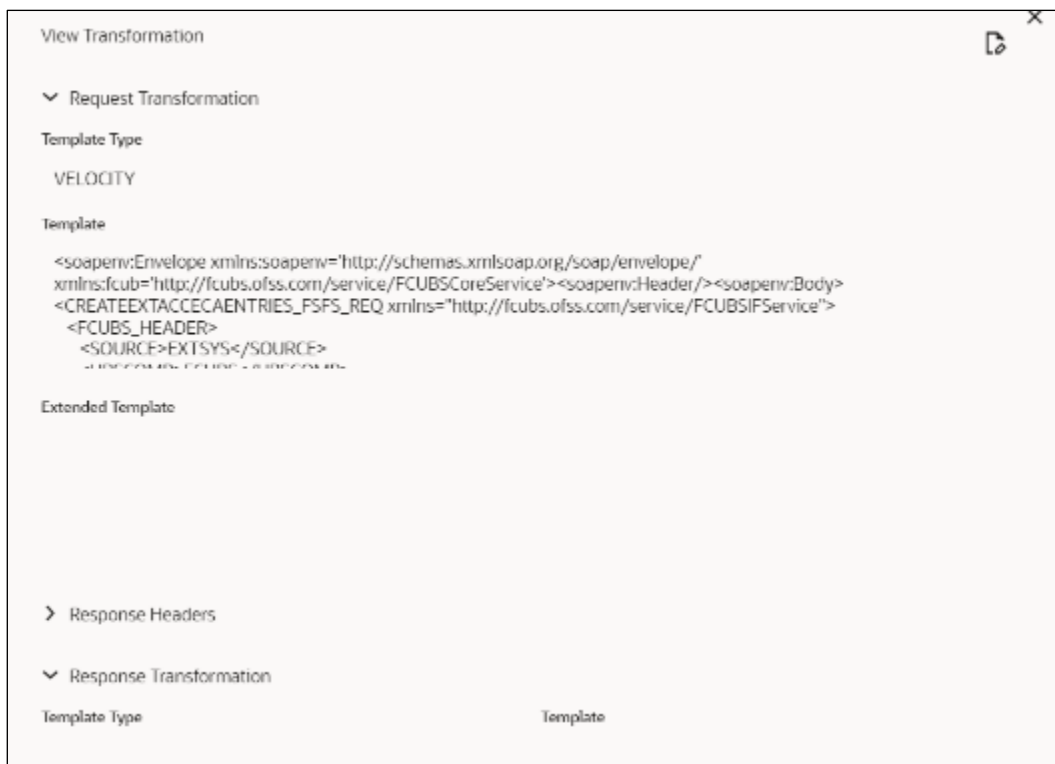 View Transformation
Request Transformation
Template Type
VELOCITY
Template
<soapenv:Envelope xmlns:soapenv='http://schemas.xmlsoap.org/soap/envelope/'
xmlns:fcub='http://fcubs.ofss.com/service/FCUBSCoreService'><soapenv:Header/><soapenv:Body>
<CREATEEXTACCECAENTRIES_FSFS_REQ xmlns="http://fcubs.ofss.com/service/FCUBSIFService">
<FCUBS_HEADER>
<SOURCE>EXTSYS</SOURCE>
Extended Template
Response Headers
Response Transformation
Template Type Template